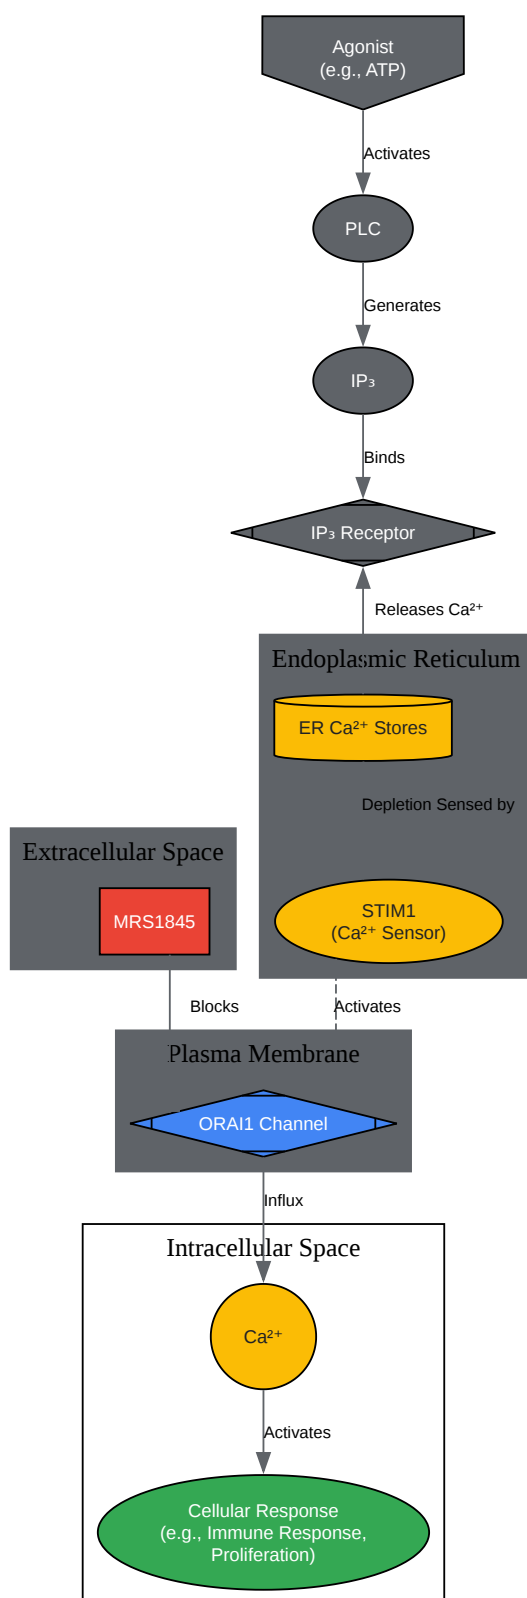 Agonist
(e.g., ATP)
Activates
PLC
Generates
IP₃
Binds
IP₃ Receptor
Releases Ca²⁺
Endoplasmic Reticulum
ER Ca²⁺ Stores
Depletion Sensed by
Extracellular Space
MRS1845
STIM1
(Ca²⁺ Sensor)
Blocks
Activates
Plasma Membrane
ORAI1 Channel
Influx
Intracellular Space
Ca²⁺
Activates
Cellular Response
(e.g., Immune Response,
Proliferation)